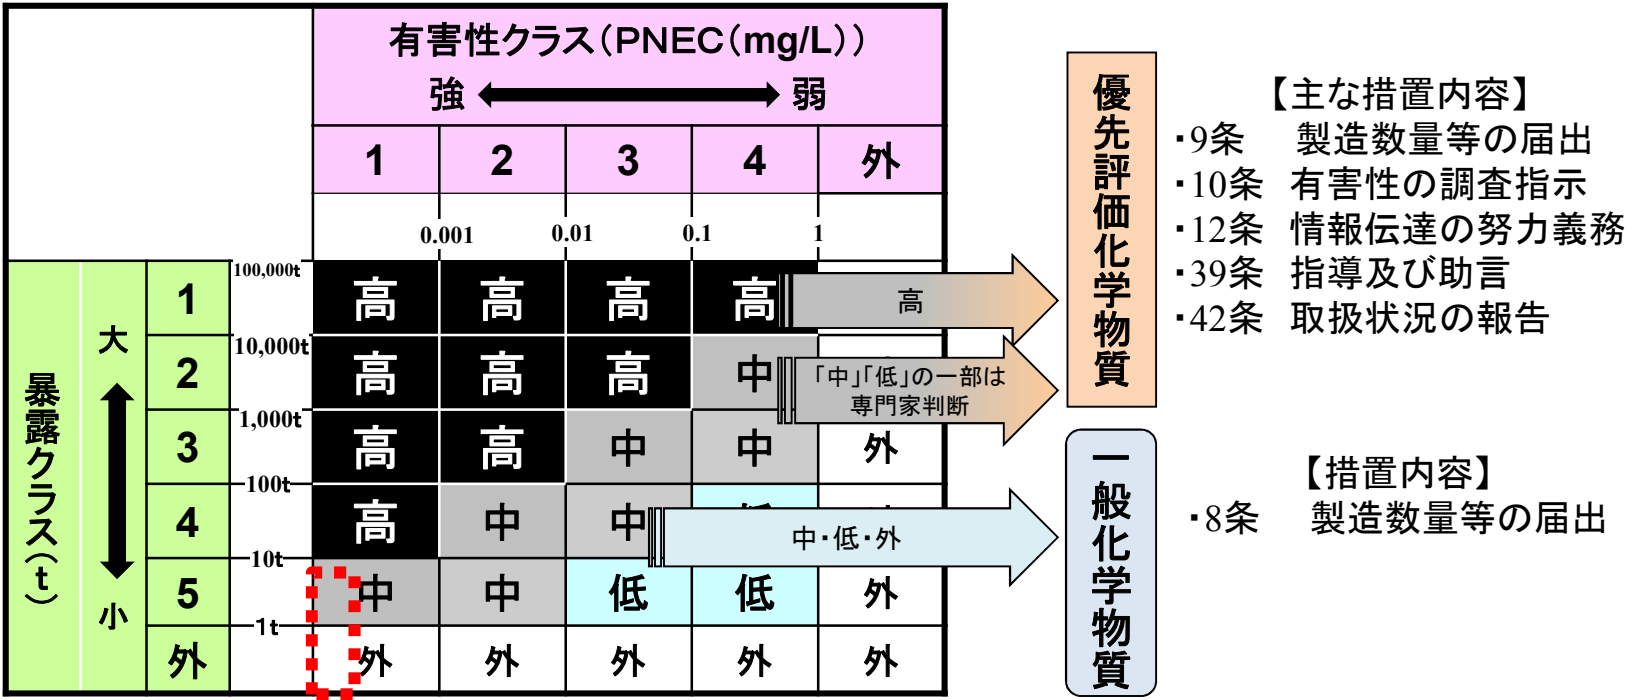 有害性クラス(PNEC(mg/L))
強 弱
1 2 3 4 外
0.001 0.01 0.1 1
暴露クラス(t)
大
小
100,000t
1 高 高 高 高
10,000t
2 高 高 高 中
1,000t
3 高 高 中 中 外
100t
4 高 中 中
10t
5 中 中 低 低 外
1t
外 外 外 外 外 外
高
「中」「低」の一部は
専門家判断
中・低・外
優先評価化学物質
【主な措置内容】
・9条 製造数量等の届出
・10条 有害性の調査指示
・12条 情報伝達の努力義務
・39条 指導及び助言
・42条 取扱状況の報告
一般化学物質
【措置内容】
・8条 製造数量等の届出